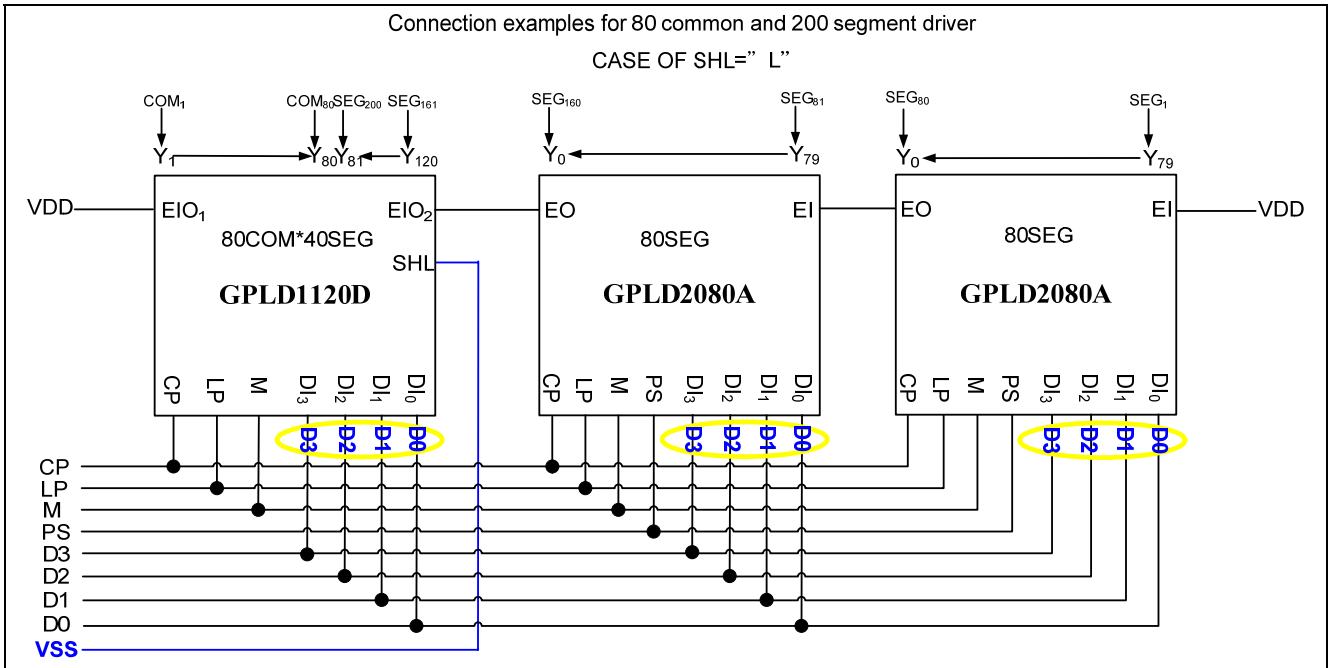 Connection examples for 80 common and 200 segment driver
CASE OF SHL=” L”
COM1 COM80 SEG200 SEG161 SEG160 SEG81 SEG80 SEG1
Y1 Y80 Y81 Y120 Y0 Y79 Y0 Y79
VDD EIO1 EIO2 EO EI EO EI VDD
80COM*40SEG 80SEG 80SEG
SHL
GPLD1120D GPLD2080A GPLD2080A
CP LP M DI3 DI2 DI1 DI0 CP LP M PS DI3 DI2 DI1 DI0 CP LP M PS DI3 DI2 DI1 DI0
D3 D2 D1 D0 D3 D2 D1 D0 D3 D2 D1 D0
CP
LP
M
PS
D3
D2
D1
D0
VSS